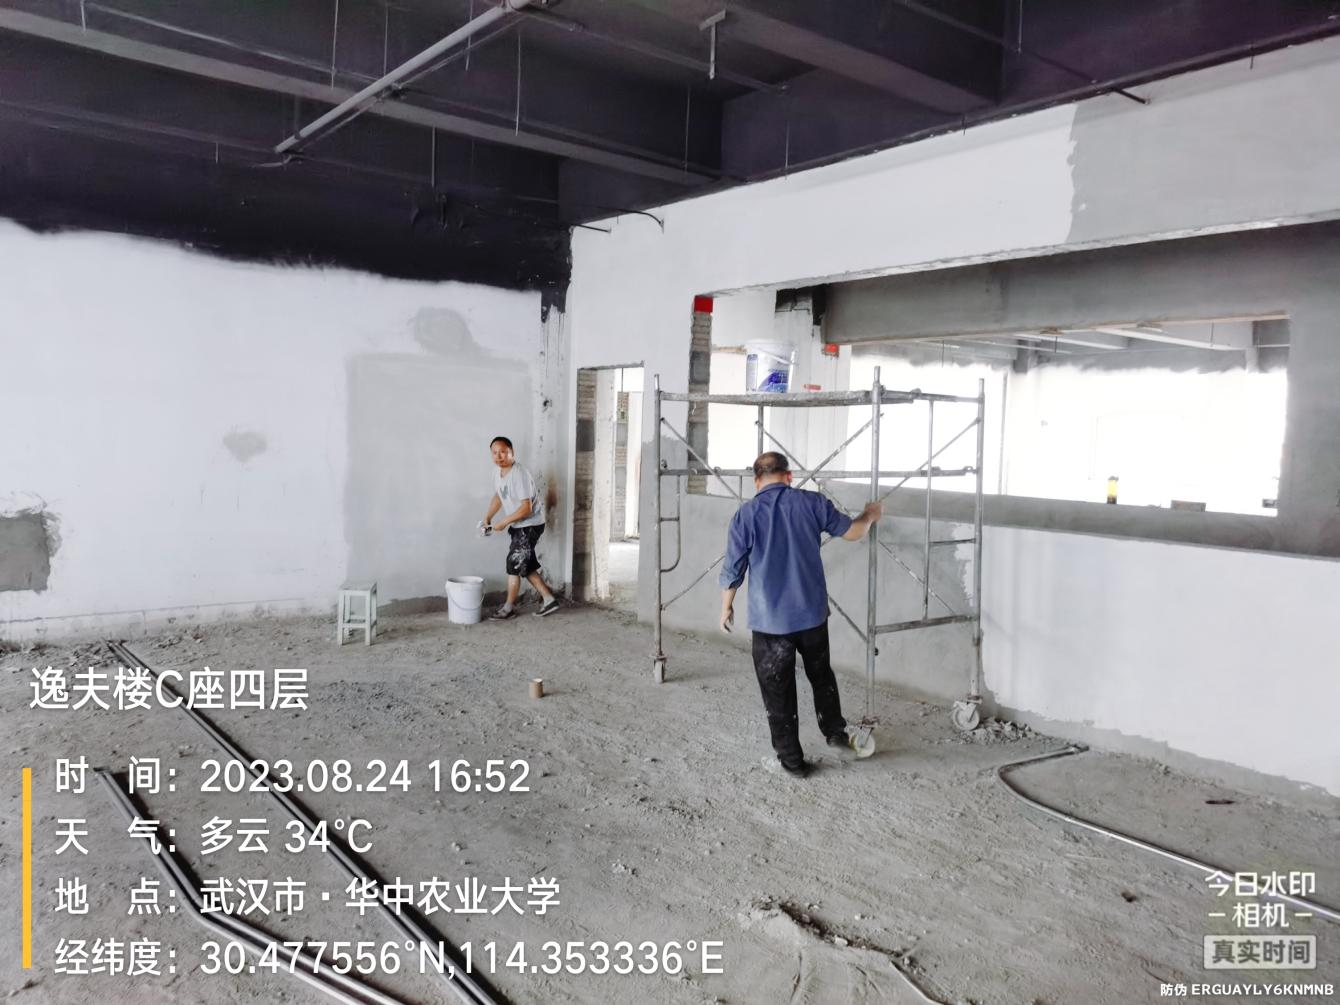 逸夫楼C座四层
时 间：2023.08.24 16:52
天 气：多云 34℃
地 点：武汉市·华中农业大学
经纬度：30.477556°N,114.353336°E
今日水印
相机
真实时间
防伪 ERGUAYLY6KNMNB